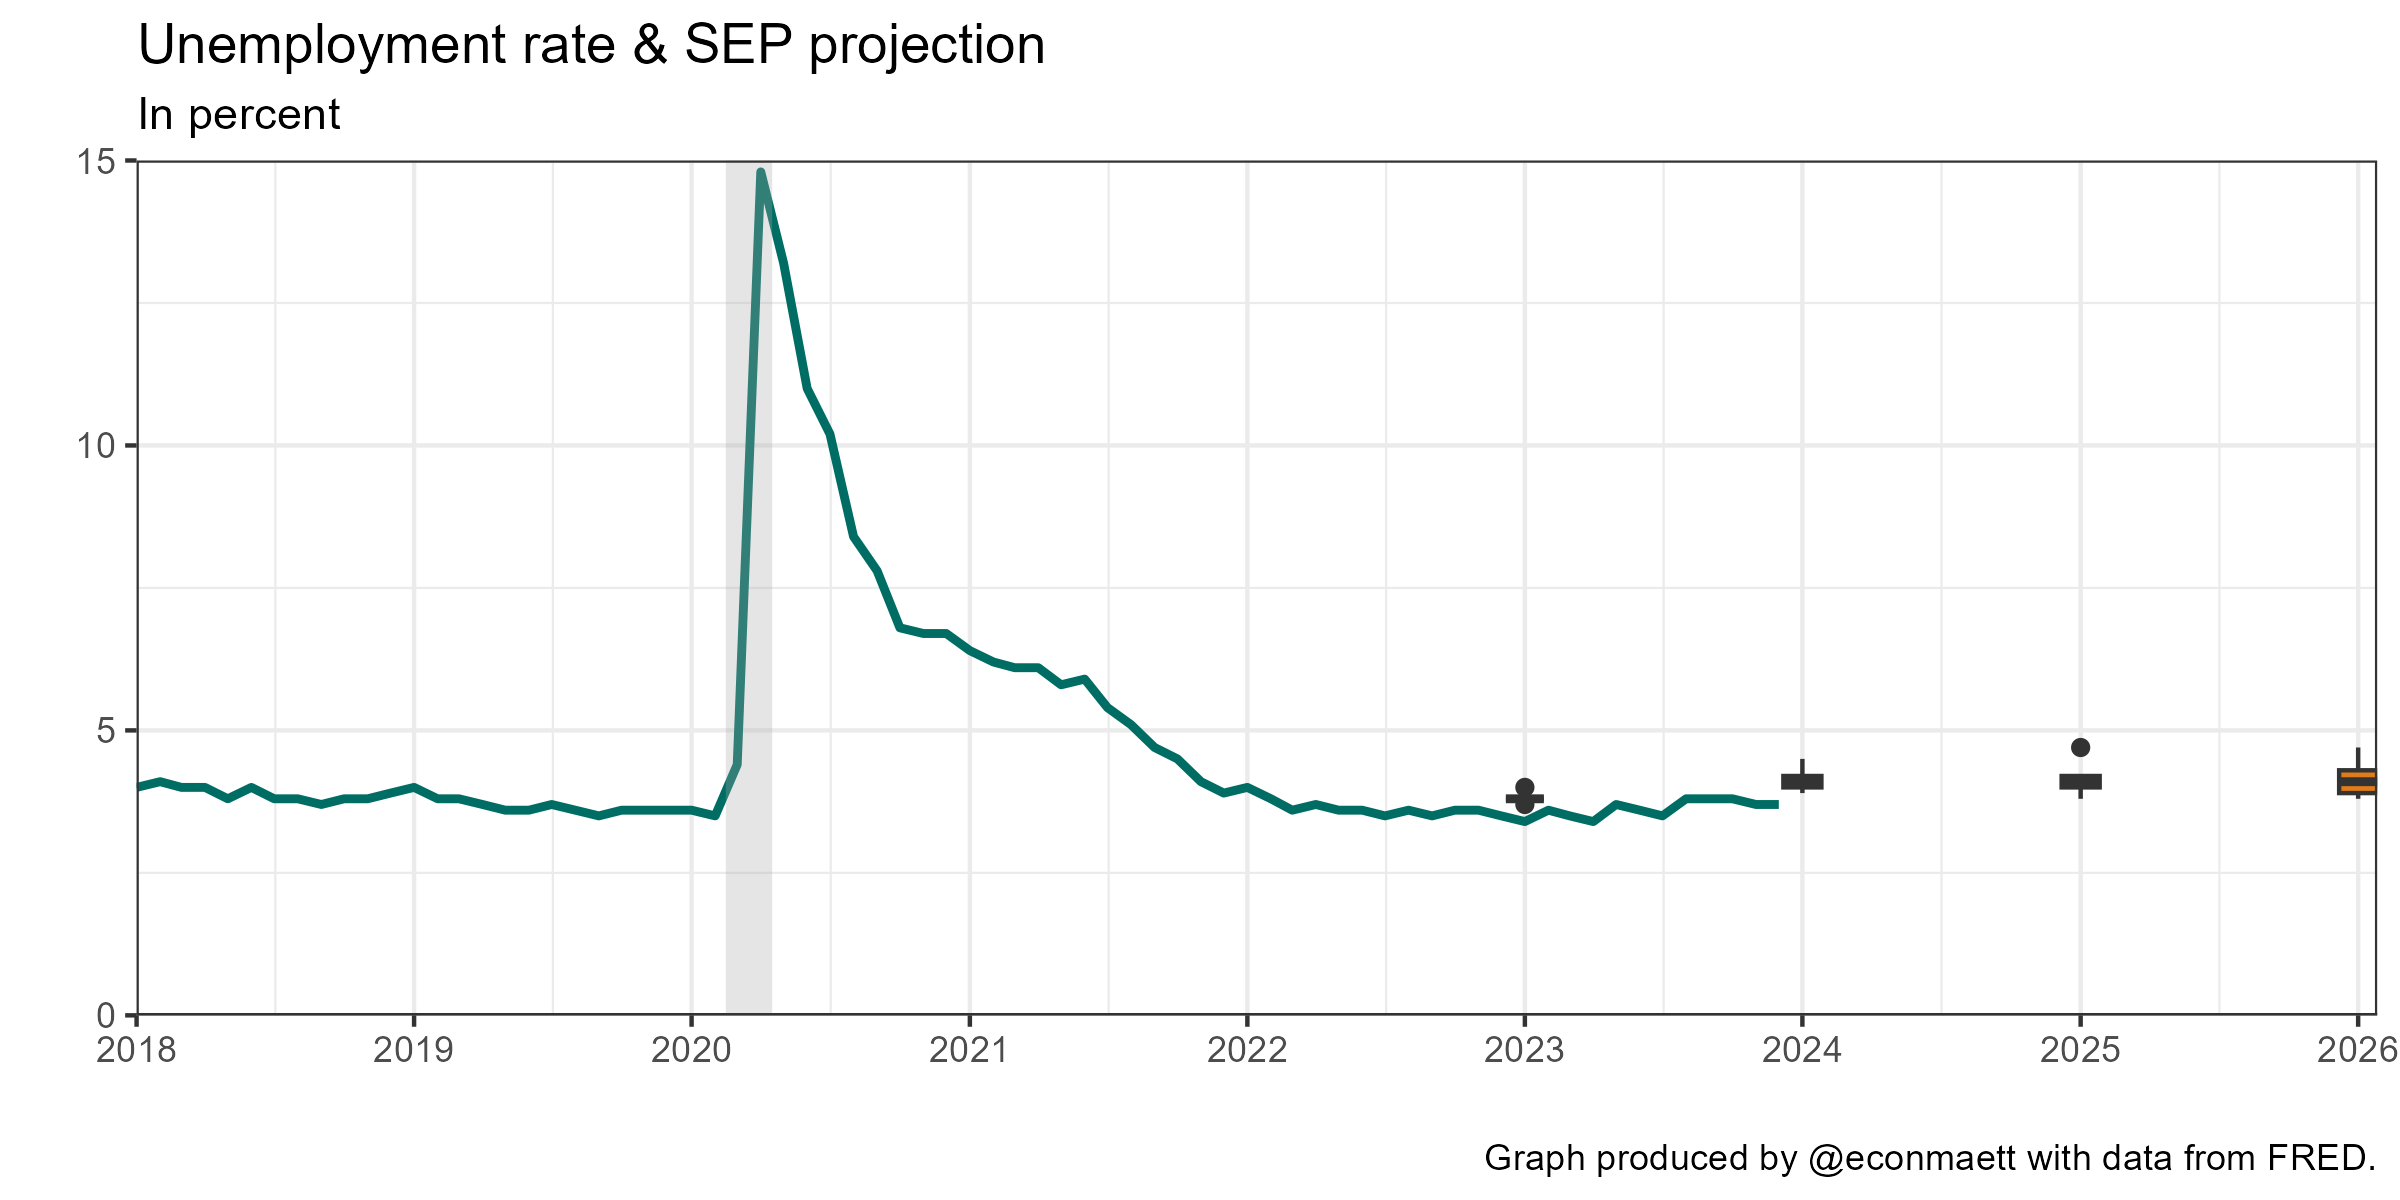 Unemployment rate & SEP projection
In percent
15
10
5
0
2018 2019 2020 2021 2022 2023 2024 2025 2026
Graph produced by @econmaett with data from FRED.